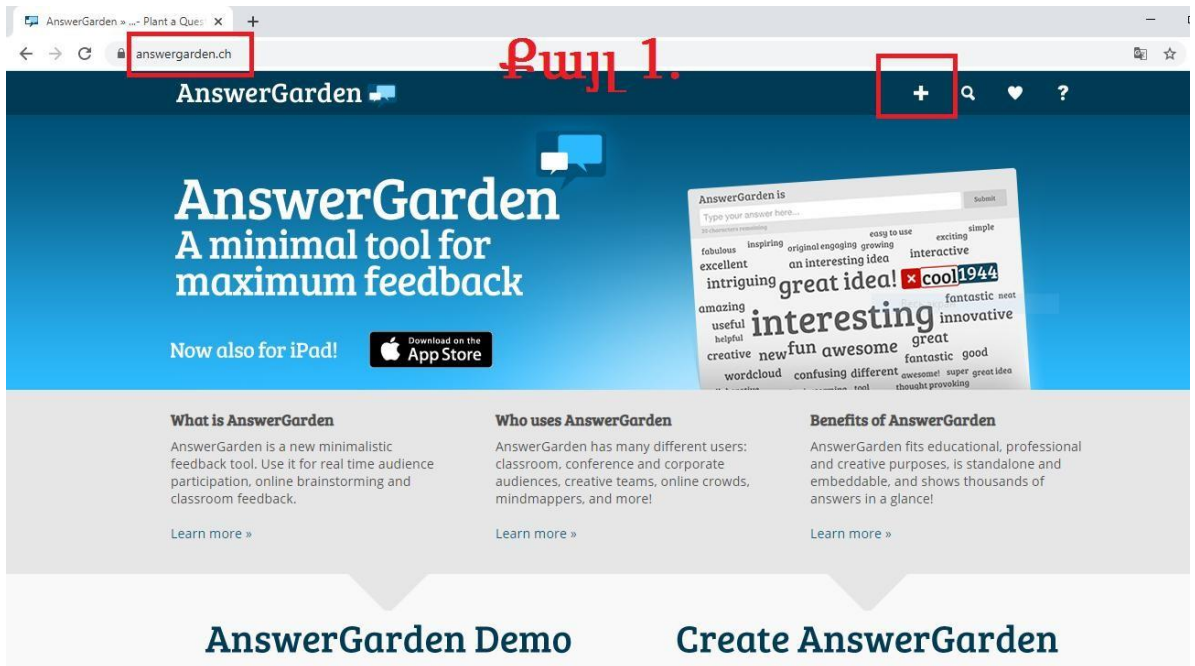 AnswerGarden » ...- Plant a Ques
answergarden.ch
Քայլ 1.
AnswerGarden
AnswerGarden
A minimal tool for
maximum feedback
Now also for iPad!
Download on the
App Store
AnswerGarden is
Type your answer here...
Submit
20 characters remaining
easy to use
simple
fabulous inspiring original engaging growing exciting
excellent an interesting idea interactive
intriguing great idea! cool 1944
amazing fantastic neat
useful interesting innovative
helpful great
creative new fun awesome fantastic good
wordcloud confusing different awesome! super great idea
tool thought provoking
What is AnswerGarden
AnswerGarden is a new minimalistic
feedback tool. Use it for real time audience
participation, online brainstorming and
classroom feedback.
Learn more »
Who uses AnswerGarden
AnswerGarden has many different users:
classroom, conference and corporate
audiences, creative teams, online crowds,
mindmappers, and more!
Learn more »
Benefits of AnswerGarden
AnswerGarden fits educational, professional
and creative purposes, is standalone and
embeddable, and shows thousands of
answers in a glance!
Learn more »
AnswerGarden Demo
Create AnswerGarden